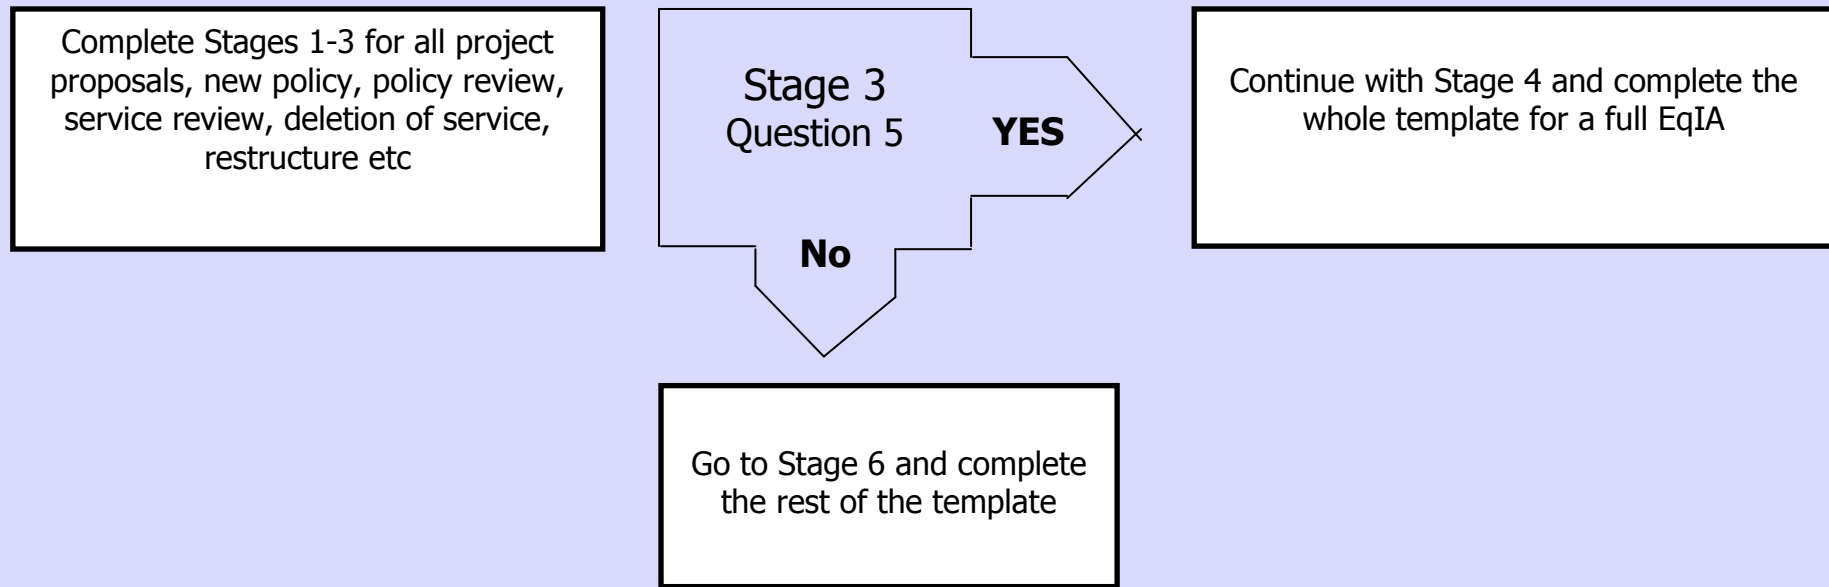 Complete Stages 1-3 for all project
proposals, new policy, policy review,
service review, deletion of service,
restructure etc
Stage 3
Question 5
YES
No
Continue with Stage 4 and complete the
whole template for a full EqIA
Go to Stage 6 and complete
the rest of the template